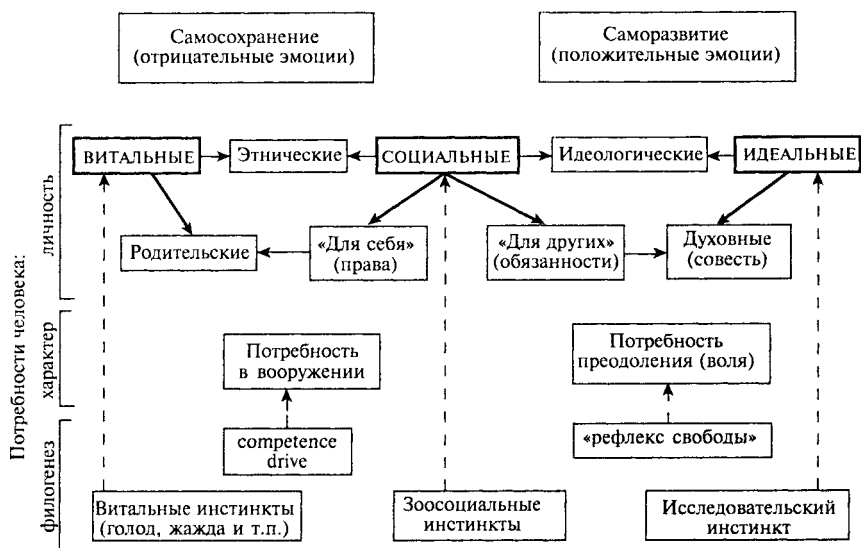 Самосохранение
(отрицательные эмоции)
Саморазвитие
(положительные эмоции)
Потребности человека:
личность
ВИТАЛЬНЫЕ
Этнические
СОЦИАЛЬНЫЕ
Идеологические
ИДЕАЛЬНЫЕ
Родительские
«Для себя»
(права)
«Для других»
(обязанности)
Духовные
(совесть)
характер
Потребность
в вооружении
Потребность
преодоления (воля)
филогенез
competence
drive
«рефлекс свободы»
Витальные инстинкты
(голод, жажда и т.п.)
Зоосоциальные
инстинкты
Исследовательский
инстинкт